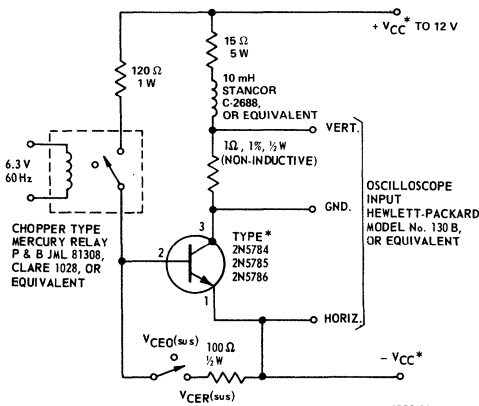 + VCC* TO 12 V
15 Ω
5 W
120 Ω
1 W
10 mH
STANCOR
C-2688,
OR EQUIVALENT
VERT.
1Ω, 1%, ½W
(NON-INDUCTIVE)
6.3 V
60 Hz
OSCILLOSCOPE
INPUT
HEWLETT-PACKARD
MODEL No. 130 B,
OR EQUIVALENT
GND.
CHOPPER TYPE
MERCURY RELAY
P & B JML 81308,
CLARE 1028, OR
EQUIVALENT
3
TYPE*
2N5784
2N5785
2N5786
2
1
HORIZ.
VCEO(sus)
100 Ω
½ W
- VCC*
VCER(sus)